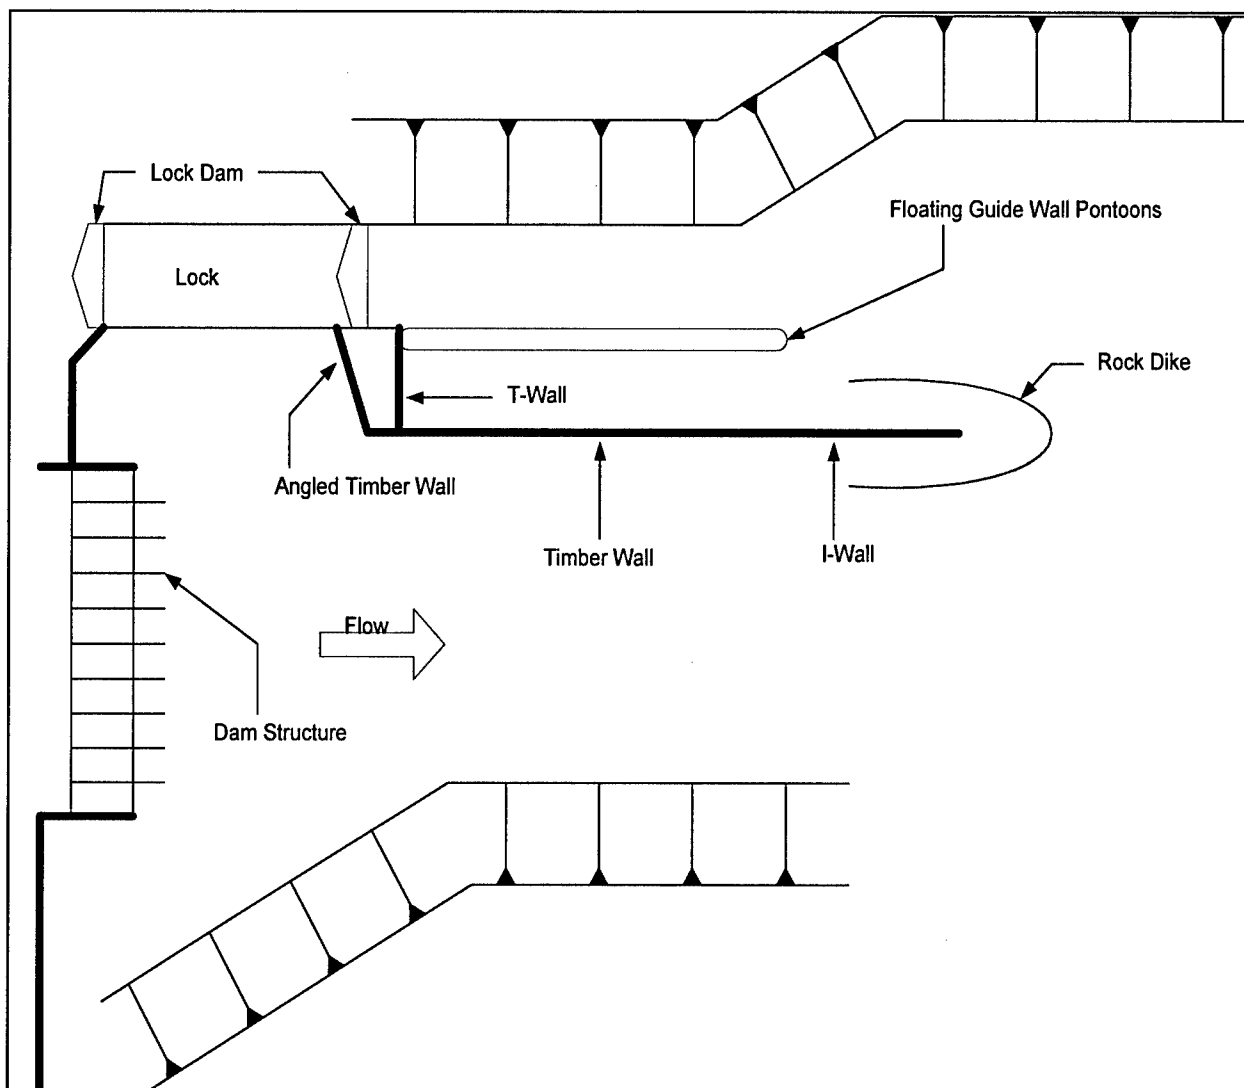 Lock Dam
Floating Guide Wall Pontoons
Lock
Rock Dike
T-Wall
Angled Timber Wall
Timber Wall
I-Wall
Flow
Dam Structure